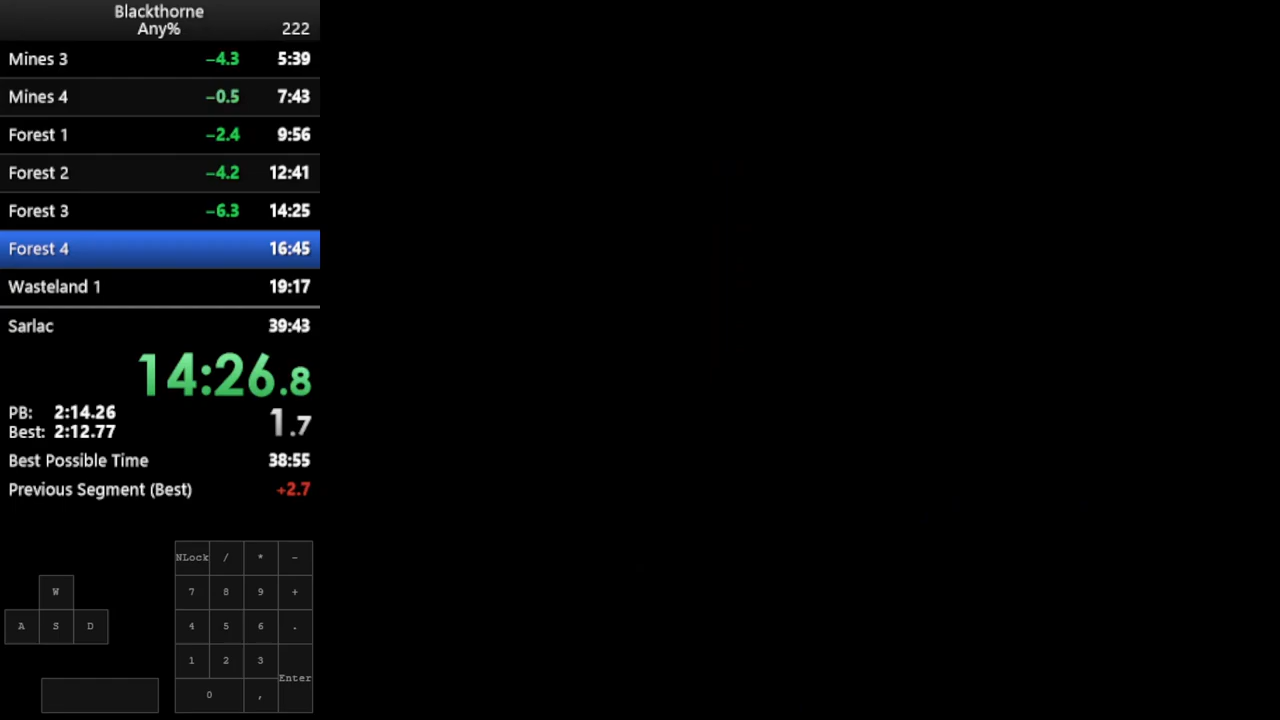 Blackthorne
Any% 222
Mines 3 −4.3 5:39
Mines 4 −0.5 7:43
Forest 1 −2.4 9:56
Forest 2 −4.2 12:41
Forest 3 −6.3 14:25
Forest 4 16:45
Wasteland 1 19:17
Sarlac 39:43
14:26.8
PB: 2:14.26
Best: 2:12.77
1.7
Best Possible Time 38:55
Previous Segment (Best) +2.7
NLock / * -
W 7 8 9 +
A S D 4 5 6 .
1 2 3
Enter
0 ,